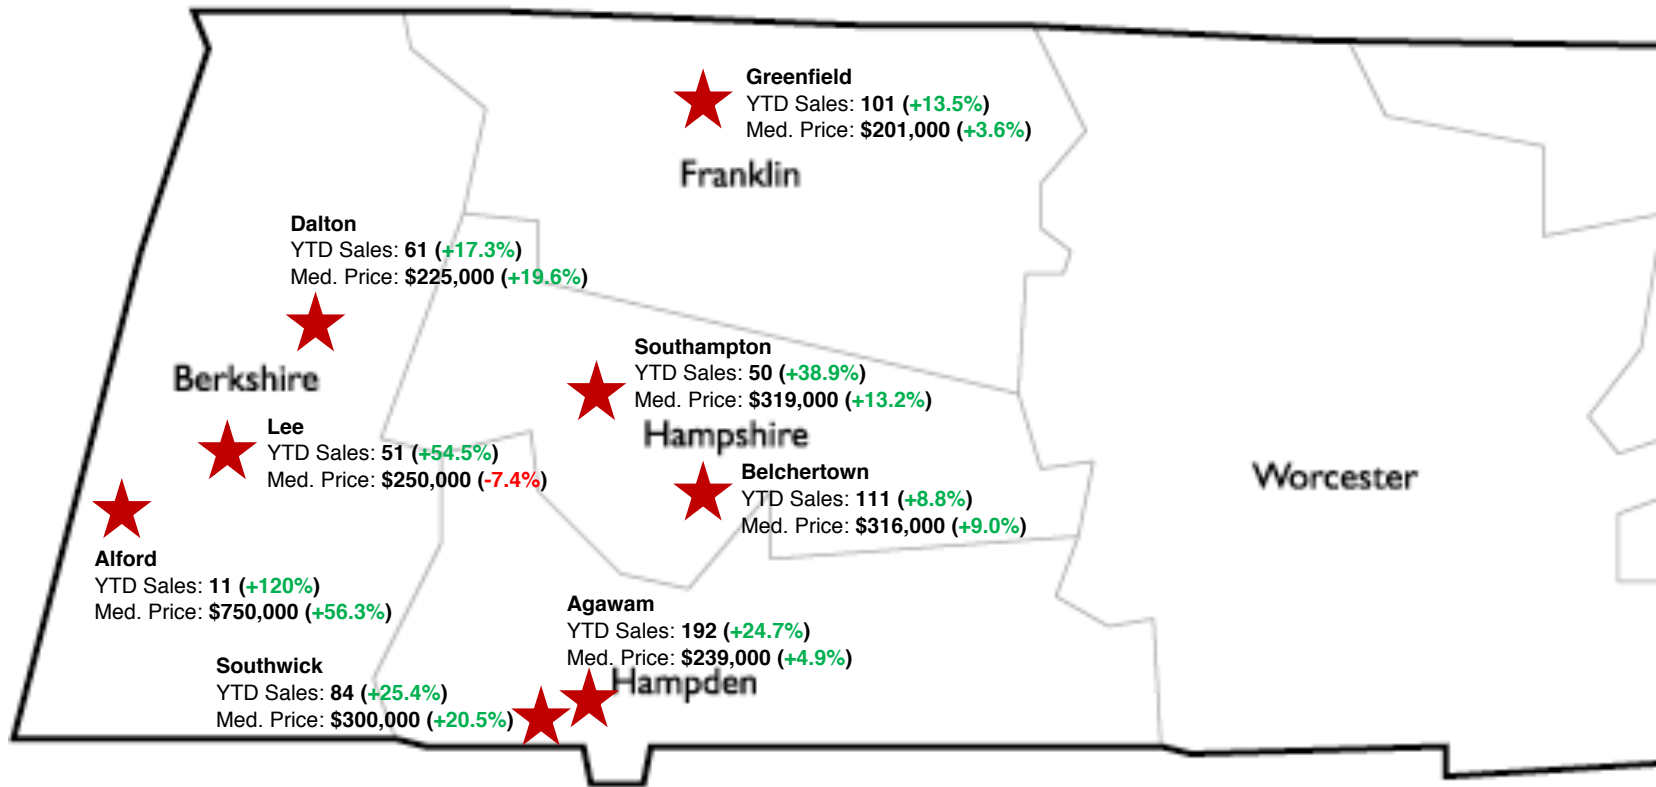 Greenfield
YTD Sales: 101 (+13.5%)
Med. Price: $201,000 (+3.6%)
Franklin
Dalton
YTD Sales: 61 (+17.3%)
Med. Price: $225,000 (+19.6%)
Southampton
YTD Sales: 50 (+38.9%)
Med. Price: $319,000 (+13.2%)
Berkshire
Hampshire
Lee
YTD Sales: 51 (+54.5%)
Med. Price: $250,000 (-7.4%)
Belchertown
YTD Sales: 111 (+8.8%)
Med. Price: $316,000 (+9.0%)
Worcester
Alford
YTD Sales: 11 (+120%)
Med. Price: $750,000 (+56.3%)
Agawam
YTD Sales: 192 (+24.7%)
Med. Price: $239,000 (+4.9%)
Hampden
Southwick
YTD Sales: 84 (+25.4%)
Med. Price: $300,000 (+20.5%)